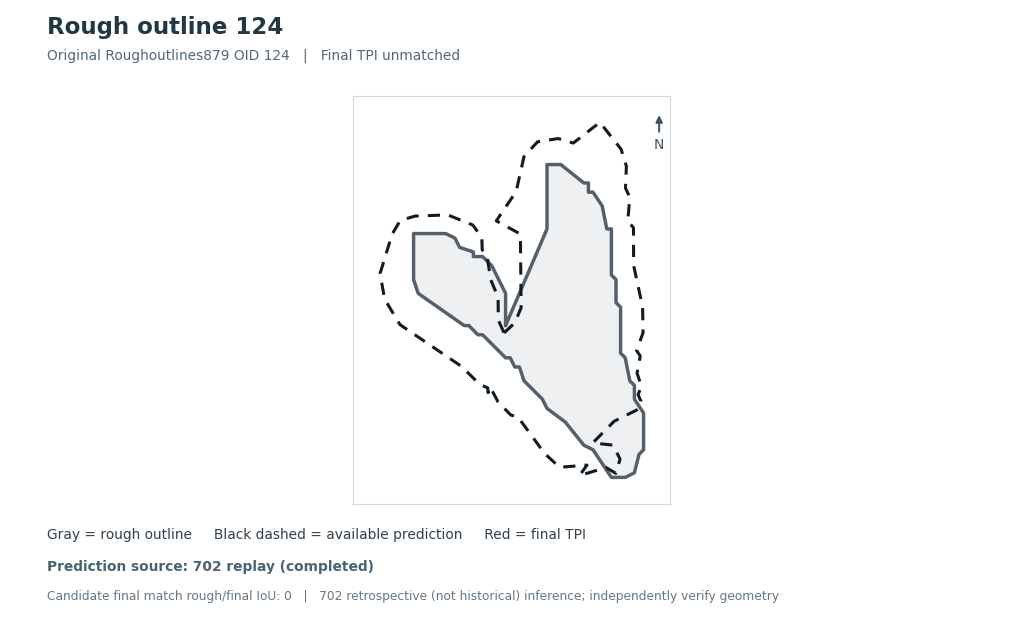 Rough outline 124
Original Roughoutlines879 OID 124   |   Final TPI unmatched
N
Gray = rough outline     Black dashed = available prediction     Red = final TPI
Prediction source: 702 replay (completed)
Candidate final match rough/final IoU: 0   |   702 retrospective (not historical) inference; independently verify geometry